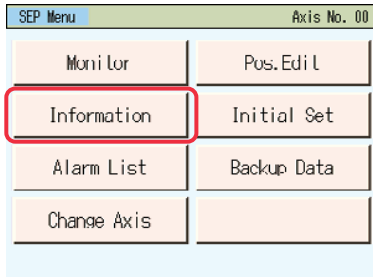 SEP Menu Axis No. 00
Monitor Pos.Edit
Information Initial Set
Alarm List Backup Data
Change Axis